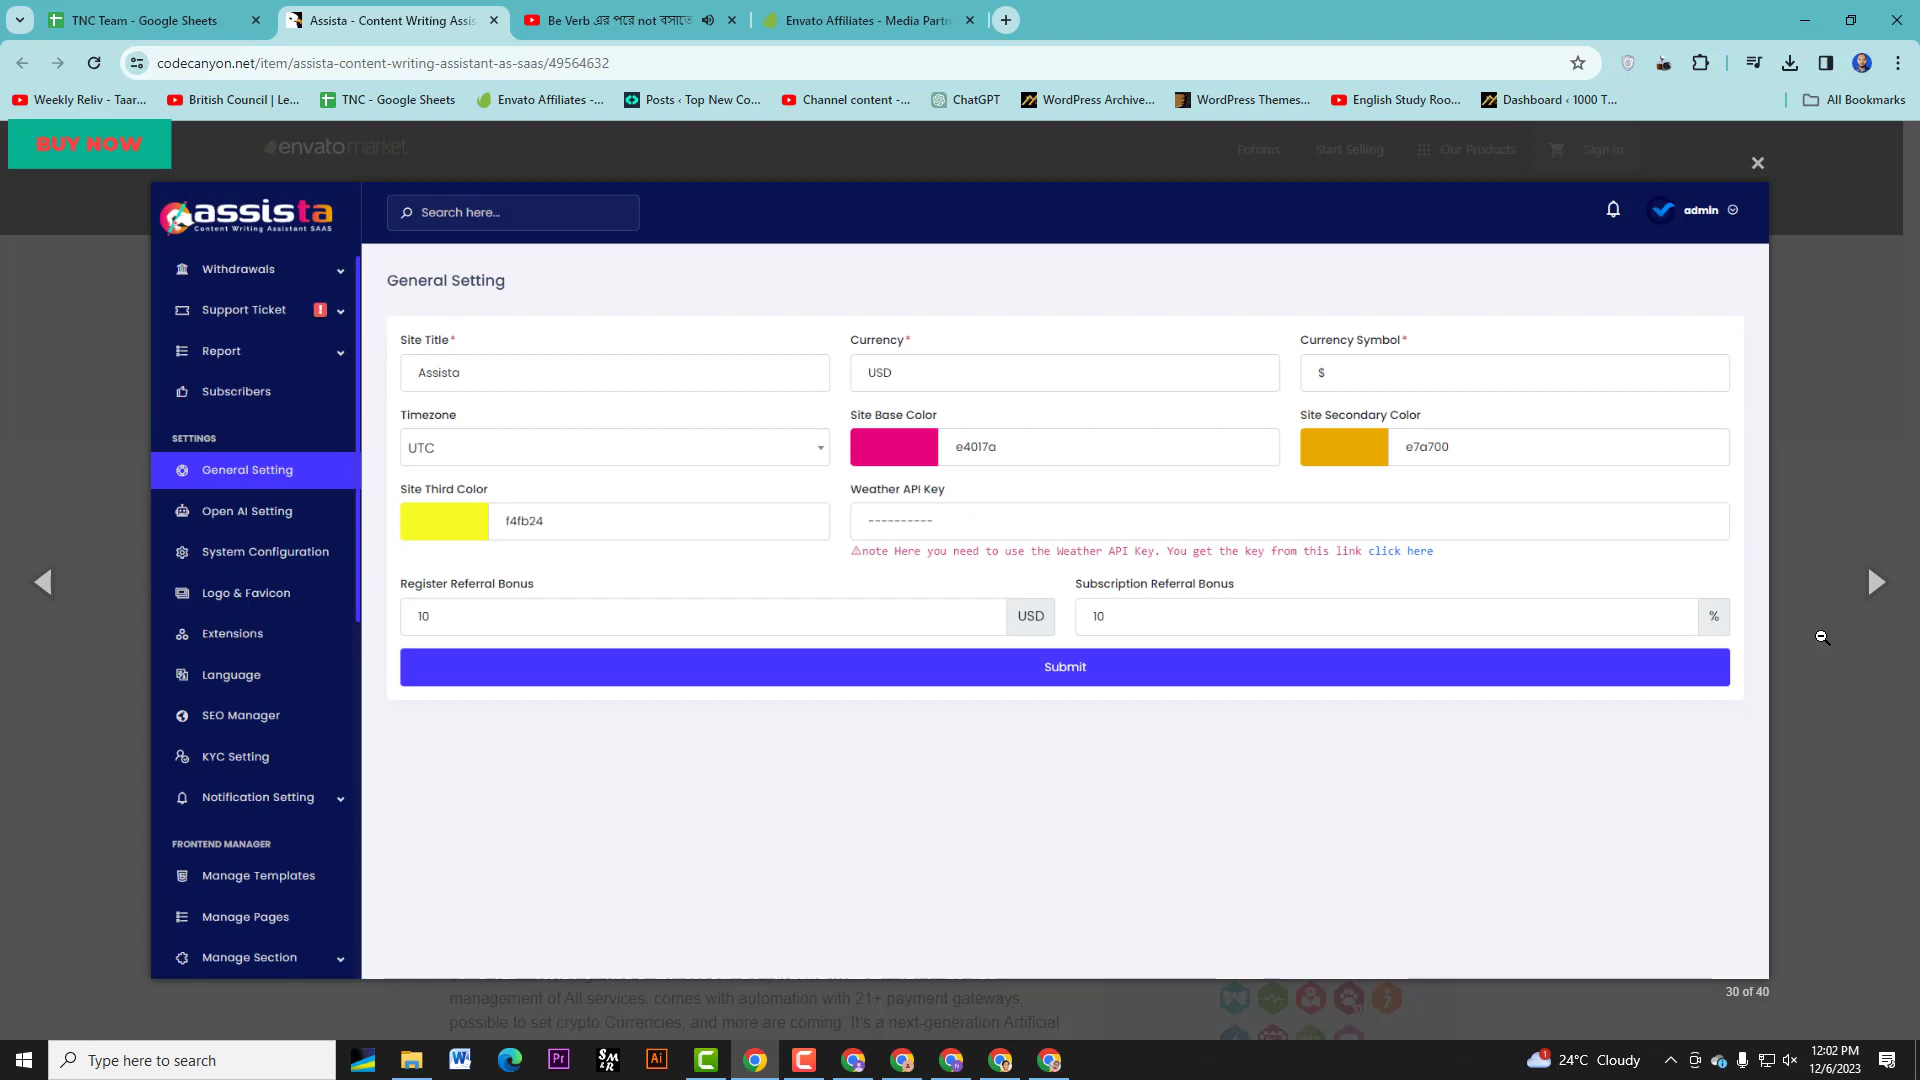 TNC Team - Google Sheets
Assista - Content Writing Assis
Be Verb এর পরে not বসাতে
Envato Affiliates - Media Partn
codecanyon.net/item/assista-content-writing-assistant-as-saas/49564632
Weekly Reliv - Taar...
British Council | Le...
TNC - Google Sheets
Envato Affiliates -...
Posts ‹ Top New Co...
Channel content -...
ChatGPT
WordPress Archive...
WordPress Themes...
English Study Roo...
Dashboard ‹ 1000 T...
All Bookmarks
BUY NOW
envatomarket
Forums
Start Selling
Our Products
Sign In
assista
Content Writing Assistant SAAS
Search here...
admin
Withdrawals
Support Ticket
!
Report
Subscribers
SETTINGS
General Setting
Open AI Setting
System Configuration
Logo & Favicon
Extensions
Language
SEO Manager
KYC Setting
Notification Setting
FRONTEND MANAGER
Manage Templates
Manage Pages
Manage Section
General Setting
Site Title*
Currency*
Currency Symbol*
Assista
USD
$
Timezone
Site Base Color
Site Secondary Color
UTC
e4017a
e7a700
Site Third Color
Weather API Key
f4fb24
----------
note Here you need to use the Weather API Key. You get the key from this link click here
Register Referral Bonus
Subscription Referral Bonus
10
USD
10
%
Submit
30 of 40
management of All services. comes with automation with 21+ payment gateways,
possible to set crypto Currencies, and more are coming. It's a next-generation Artificial
Type here to search
24°C Cloudy
12:02 PM
12/6/2023